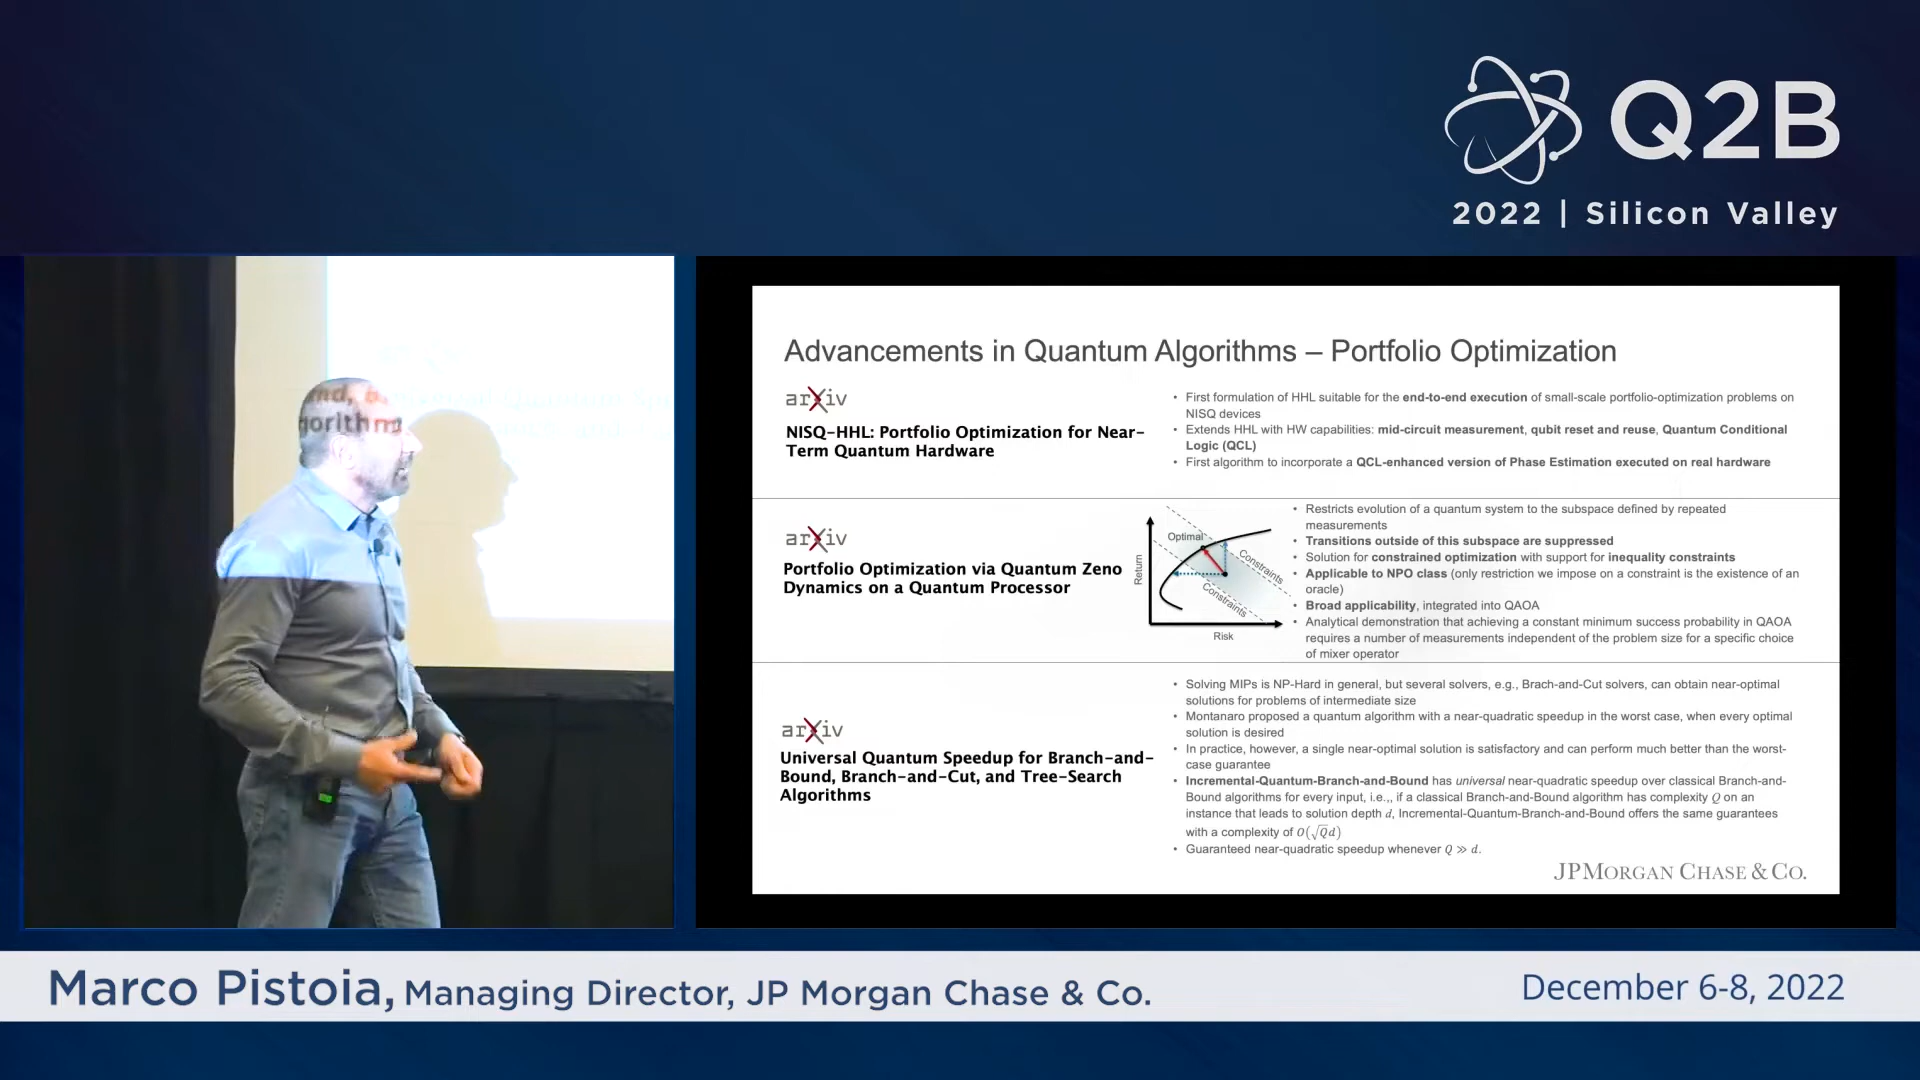 Q2B
2022 | Silicon Valley
nd, B
gorithm
Advancements in Quantum Algorithms – Portfolio Optimization
arXiv
NISQ-HHL: Portfolio Optimization for Near-
Term Quantum Hardware
• First formulation of HHL suitable for the end-to-end execution of small-scale portfolio-optimization problems on
NISQ devices
• Extends HHL with HW capabilities: mid-circuit measurement, qubit reset and reuse, Quantum Conditional
Logic (QCL)
• First algorithm to incorporate a QCL-enhanced version of Phase Estimation executed on real hardware
arXiv
Portfolio Optimization via Quantum Zeno
Dynamics on a Quantum Processor
Return
Optimal
Constraints
Constraints
Risk
• Restricts evolution of a quantum system to the subspace defined by repeated
measurements
• Transitions outside of this subspace are suppressed
• Solution for constrained optimization with support for inequality constraints
• Applicable to NPO class (only restriction we impose on a constraint is the existence of an
oracle)
• Broad applicability, integrated into QAOA
• Analytical demonstration that achieving a constant minimum success probability in QAOA
requires a number of measurements independent of the problem size for a specific choice
of mixer operator
arXiv
Universal Quantum Speedup for Branch-and-
Bound, Branch-and-Cut, and Tree-Search
Algorithms
• Solving MIPs is NP-Hard in general, but several solvers, e.g., Brach-and-Cut solvers, can obtain near-optimal
solutions for problems of intermediate size
• Montanaro proposed a quantum algorithm with a near-quadratic speedup in the worst case, when every optimal
solution is desired
• In practice, however, a single near-optimal solution is satisfactory and can perform much better than the worst-
case guarantee
• Incremental-Quantum-Branch-and-Bound has universal near-quadratic speedup over classical Branch-and-
Bound algorithms for every input, i.e.,, if a classical Branch-and-Bound algorithm has complexity Q on an
instance that leads to solution depth d, Incremental-Quantum-Branch-and-Bound offers the same guarantees
with a complexity of O(√Qd)
• Guaranteed near-quadratic speedup whenever Q ≫ d.
JPMORGAN CHASE & CO.
Marco Pistoia, Managing Director, JP Morgan Chase & Co.
December 6-8, 2022